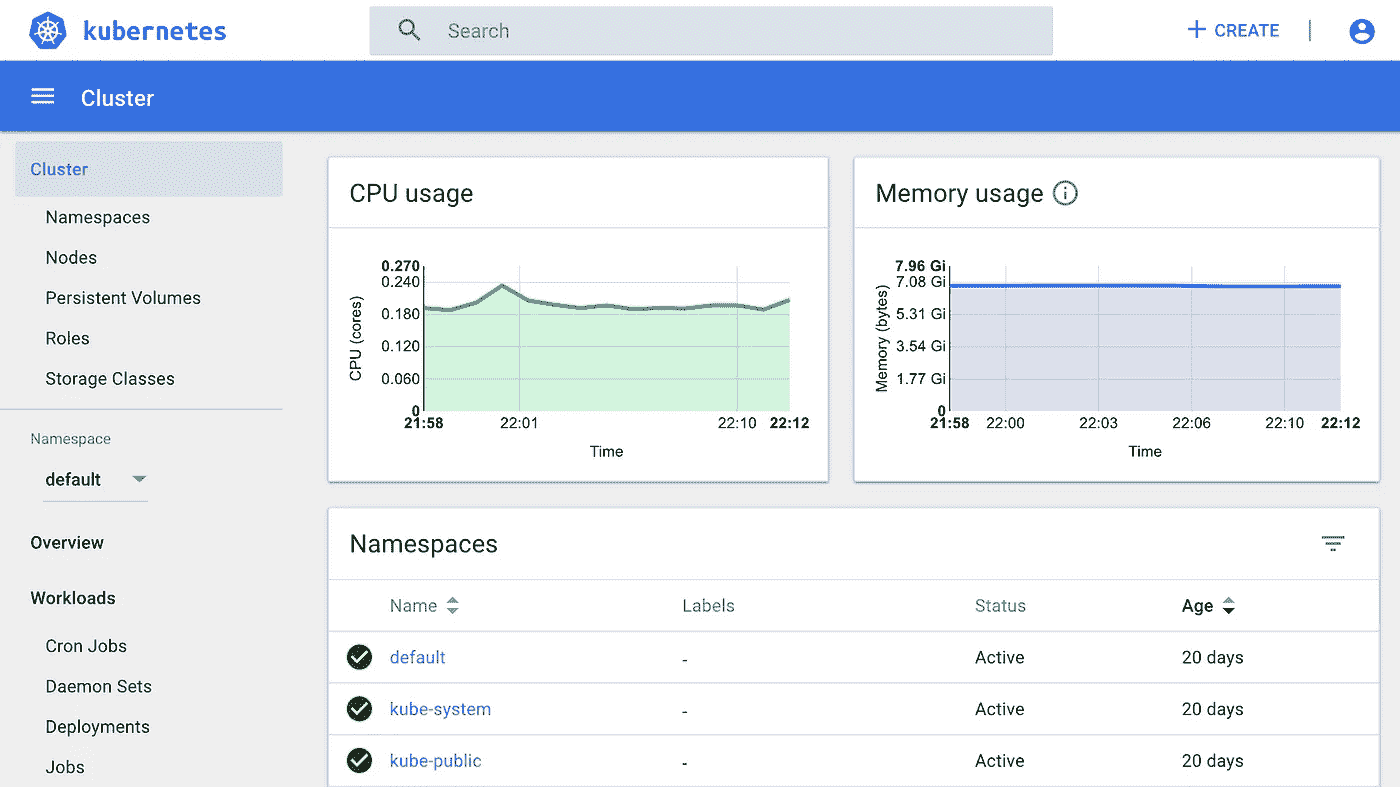 kubernetes
Search
+ CREATE
Cluster
Cluster
Namespaces
Nodes
Persistent Volumes
Roles
Storage Classes
Namespace
default
Overview
Workloads
Cron Jobs
Daemon Sets
Deployments
Jobs
CPU usage
CPU (cores)
0.270
0.240
0.180
0.120
0.060
0
21:58 22:01 22:10 22:12
Time
Memory usage
Memory (bytes)
7.96 Gi
7.08 Gi
5.31 Gi
3.54 Gi
1.77 Gi
0
21:58 22:00 22:03 22:06 22:10 22:12
Time
Namespaces
Name Labels Status Age
default - Active 20 days
kube-system - Active 20 days
kube-public - Active 20 days